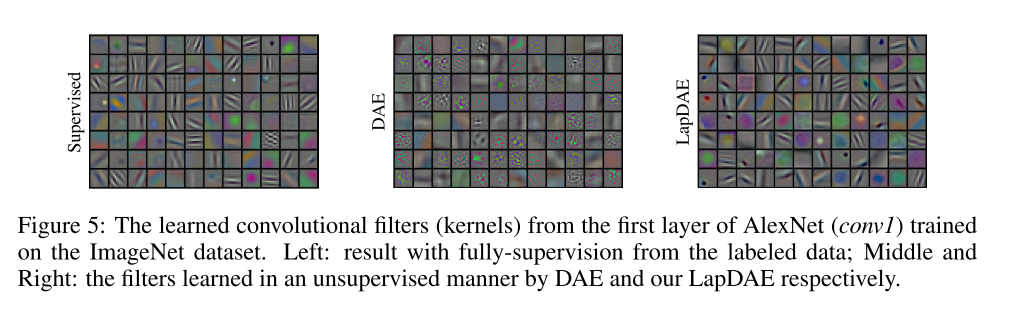 Supervised
DAE
LapDAE
Figure 5: The learned convolutional filters (kernels) from the first layer of AlexNet (conv1) trained
on the ImageNet dataset. Left: result with fully-supervision from the labeled data; Middle and
Right: the filters learned in an unsupervised manner by DAE and our LapDAE respectively.